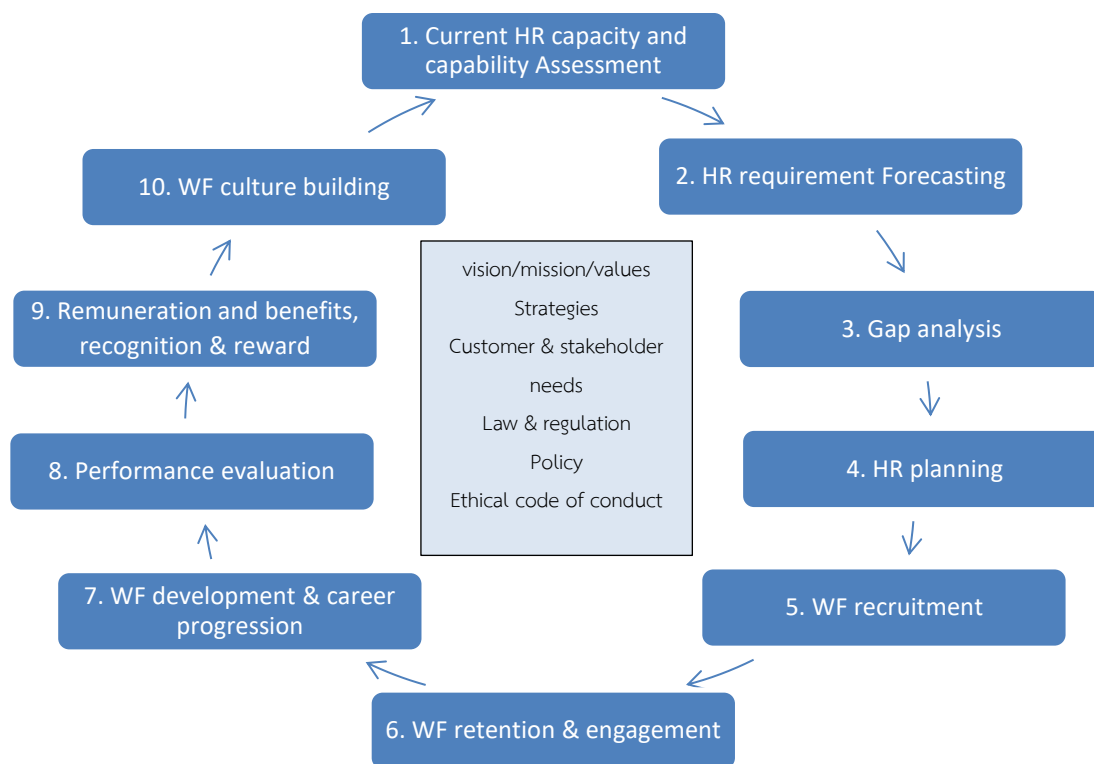 1. Current HR capacity and
capability Assessment
2. HR requirement Forecasting
3. Gap analysis
4. HR planning
5. WF recruitment
6. WF retention & engagement
7. WF development & career
progression
8. Performance evaluation
9. Remuneration and benefits,
recognition & reward
10. WF culture building
vision/mission/values
Strategies
Customer & stakeholder
needs
Law & regulation
Policy
Ethical code of conduct